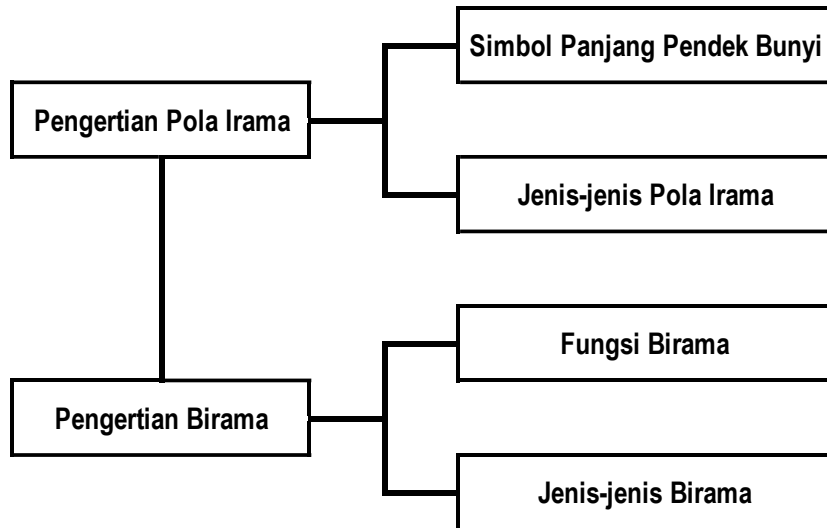 Simbol Panjang Pendek Bunyi
Pengertian Pola Irama
Jenis-jenis Pola Irama
Fungsi Birama
Pengertian Birama
Jenis-jenis Birama